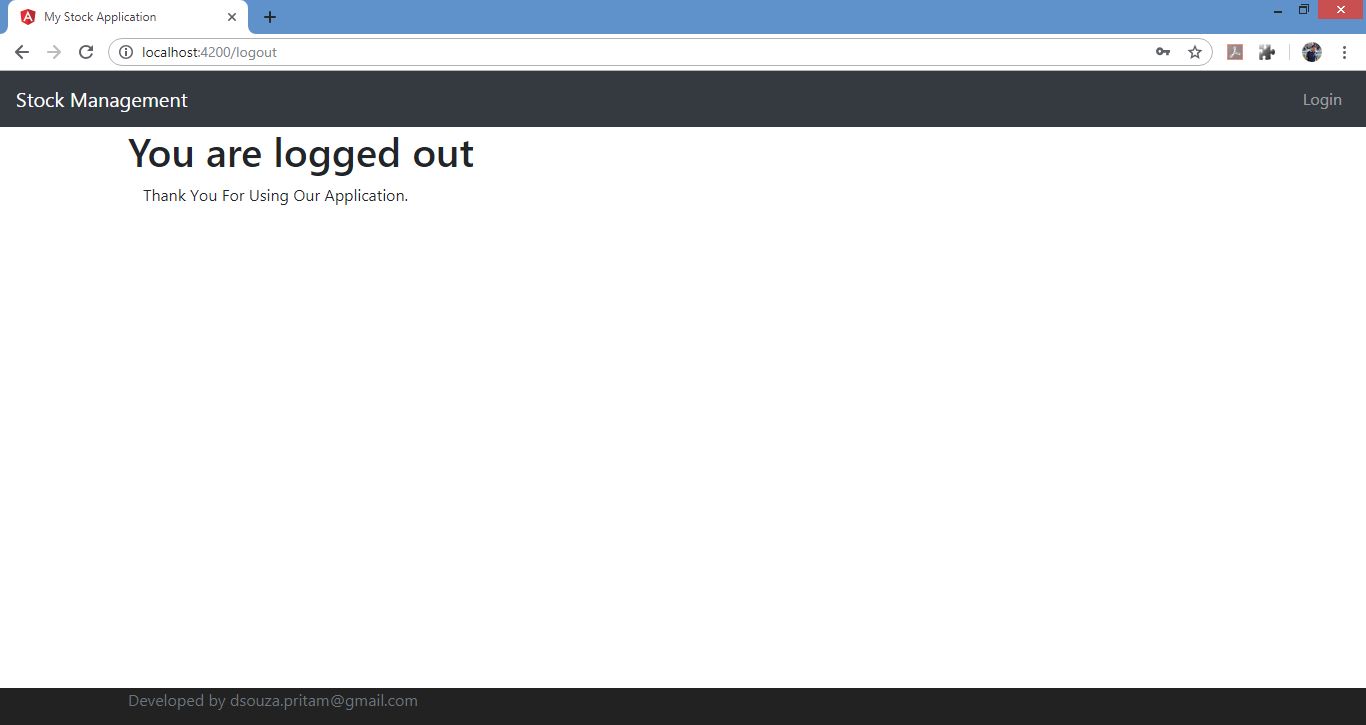 My Stock Application
localhost:4200/logout
Stock Management
Login
You are logged out
Thank You For Using Our Application.
Developed by dsouza.pritam@gmail.com